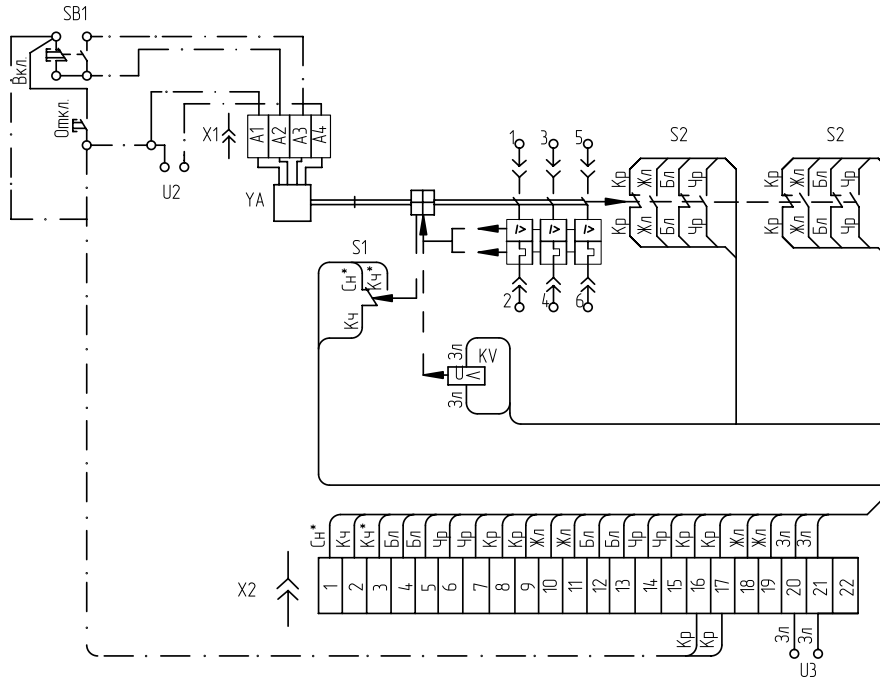 SB1
Вкл.
Откл.
X1
A1 A2 A3 A4
U2
YA
1 3 5
I> I> I>
2 4 6
S2
Кр Жл Бл Чр
Кр Жл Бл Чр
S2
Кр Жл Бл Чр
Кр Жл Бл Чр
S1
Сн* Кч*
Кч
Зл
KV
U<
Зл
Сн* Кч Кч* Бл Бл Чр Чр Кр Кр Жл Жл Бл Бл Чр Чр Кр Кр Жл Жл Зл Зл
X2
1 2 3 4 5 6 7 8 9 10 11 12 13 14 15 16 17 18 19 20 21 22
Кр Кр Зл Зл
U3